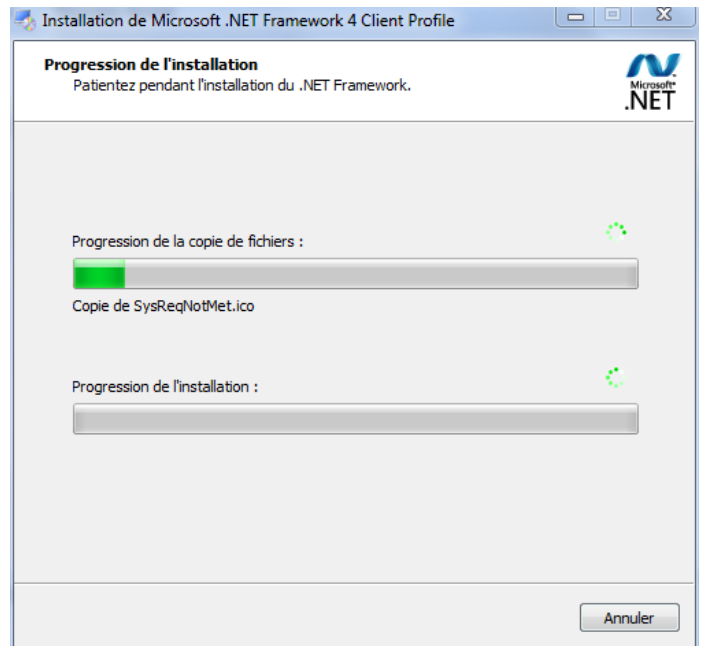 Installation de Microsoft .NET Framework 4 Client Profile
Progression de l'installation
Patientez pendant l'installation du .NET Framework.
Microsoft®
.NET
Progression de la copie de fichiers :
Copie de SysReqNotMet.ico
Progression de l'installation :
Annuler